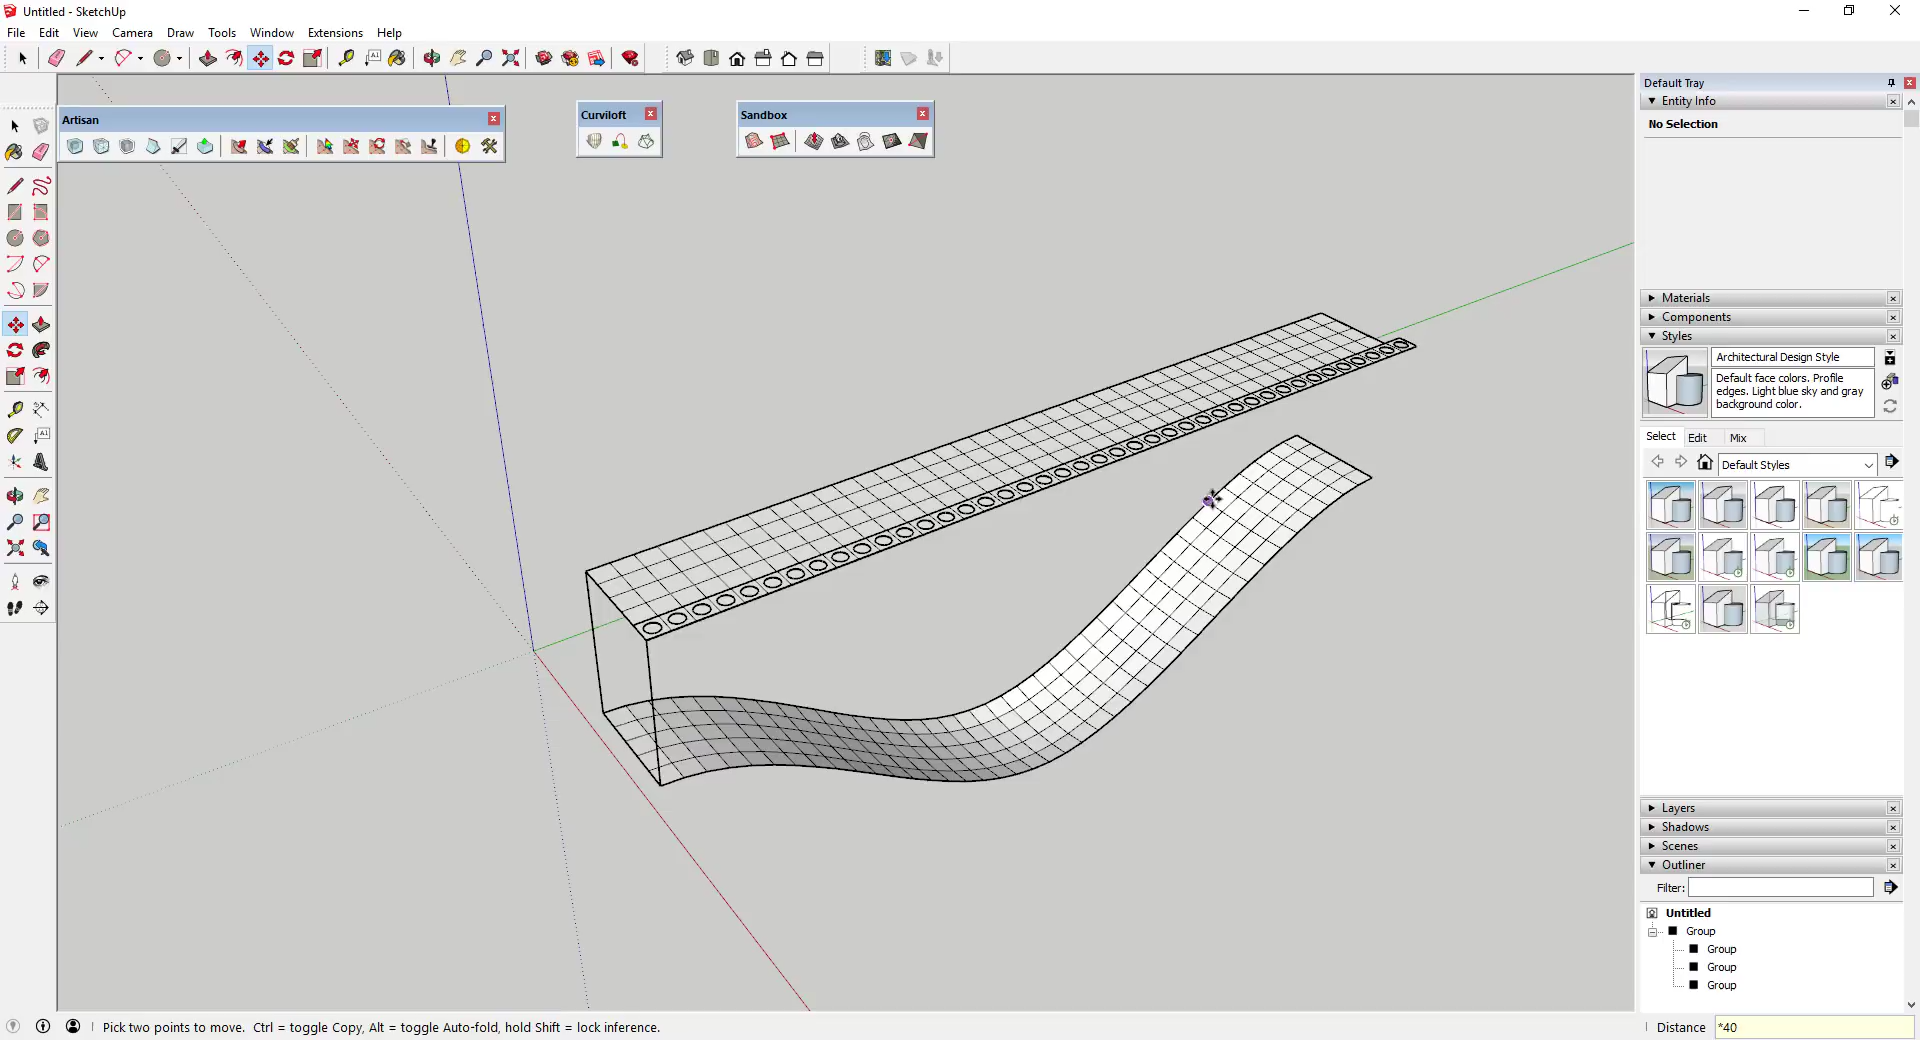 Untitled - SketchUp
File Edit View Camera Draw Tools Window Extensions Help
Default Tray
Entity Info
No Selection
Artisan
Curviloft
Sandbox
Materials
Components
Styles
Architectural Design Style
Default face colors. Profile
edges. Light blue sky and gray
background color.
Select Edit Mix
Default Styles
Layers
Shadows
Scenes
Outliner
Filter:
Untitled
Group
Group
Group
Group
Pick two points to move. Ctrl = toggle Copy, Alt = toggle Auto-fold, hold Shift = lock inference.
Distance *40